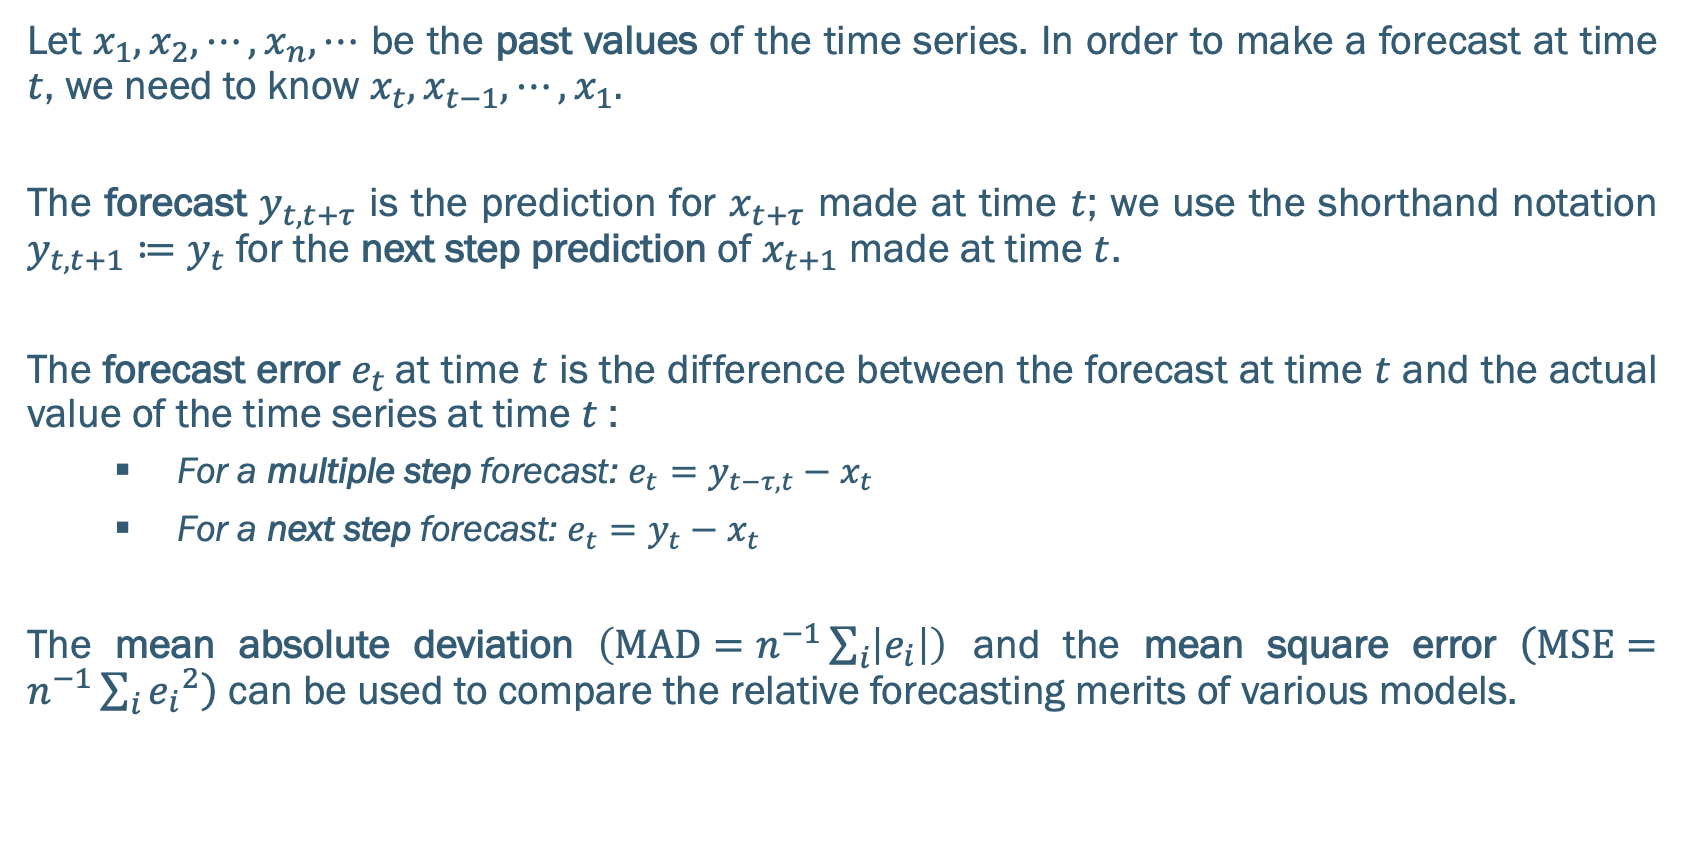 Let x₁, x₂, ⋯ , xₙ, ⋯ be the past values of the time series. In order to make a forecast at time
t, we need to know xₜ, xₜ₋₁, ⋯ , x₁.
The forecast y_{t,t+τ} is the prediction for x_{t+τ} made at time t; we use the shorthand notation
y_{t,t+1} ≔ yₜ for the next step prediction of xₜ₊₁ made at time t.
The forecast error eₜ at time t is the difference between the forecast at time t and the actual
value of the time series at time t :
▪ For a multiple step forecast: eₜ = y_{t−τ,t} − xₜ
▪ For a next step forecast: eₜ = yₜ − xₜ
The mean absolute deviation (MAD = n⁻¹ ∑ᵢ|eᵢ|) and the mean square error (MSE =
n⁻¹ ∑ᵢ eᵢ²) can be used to compare the relative forecasting merits of various models.